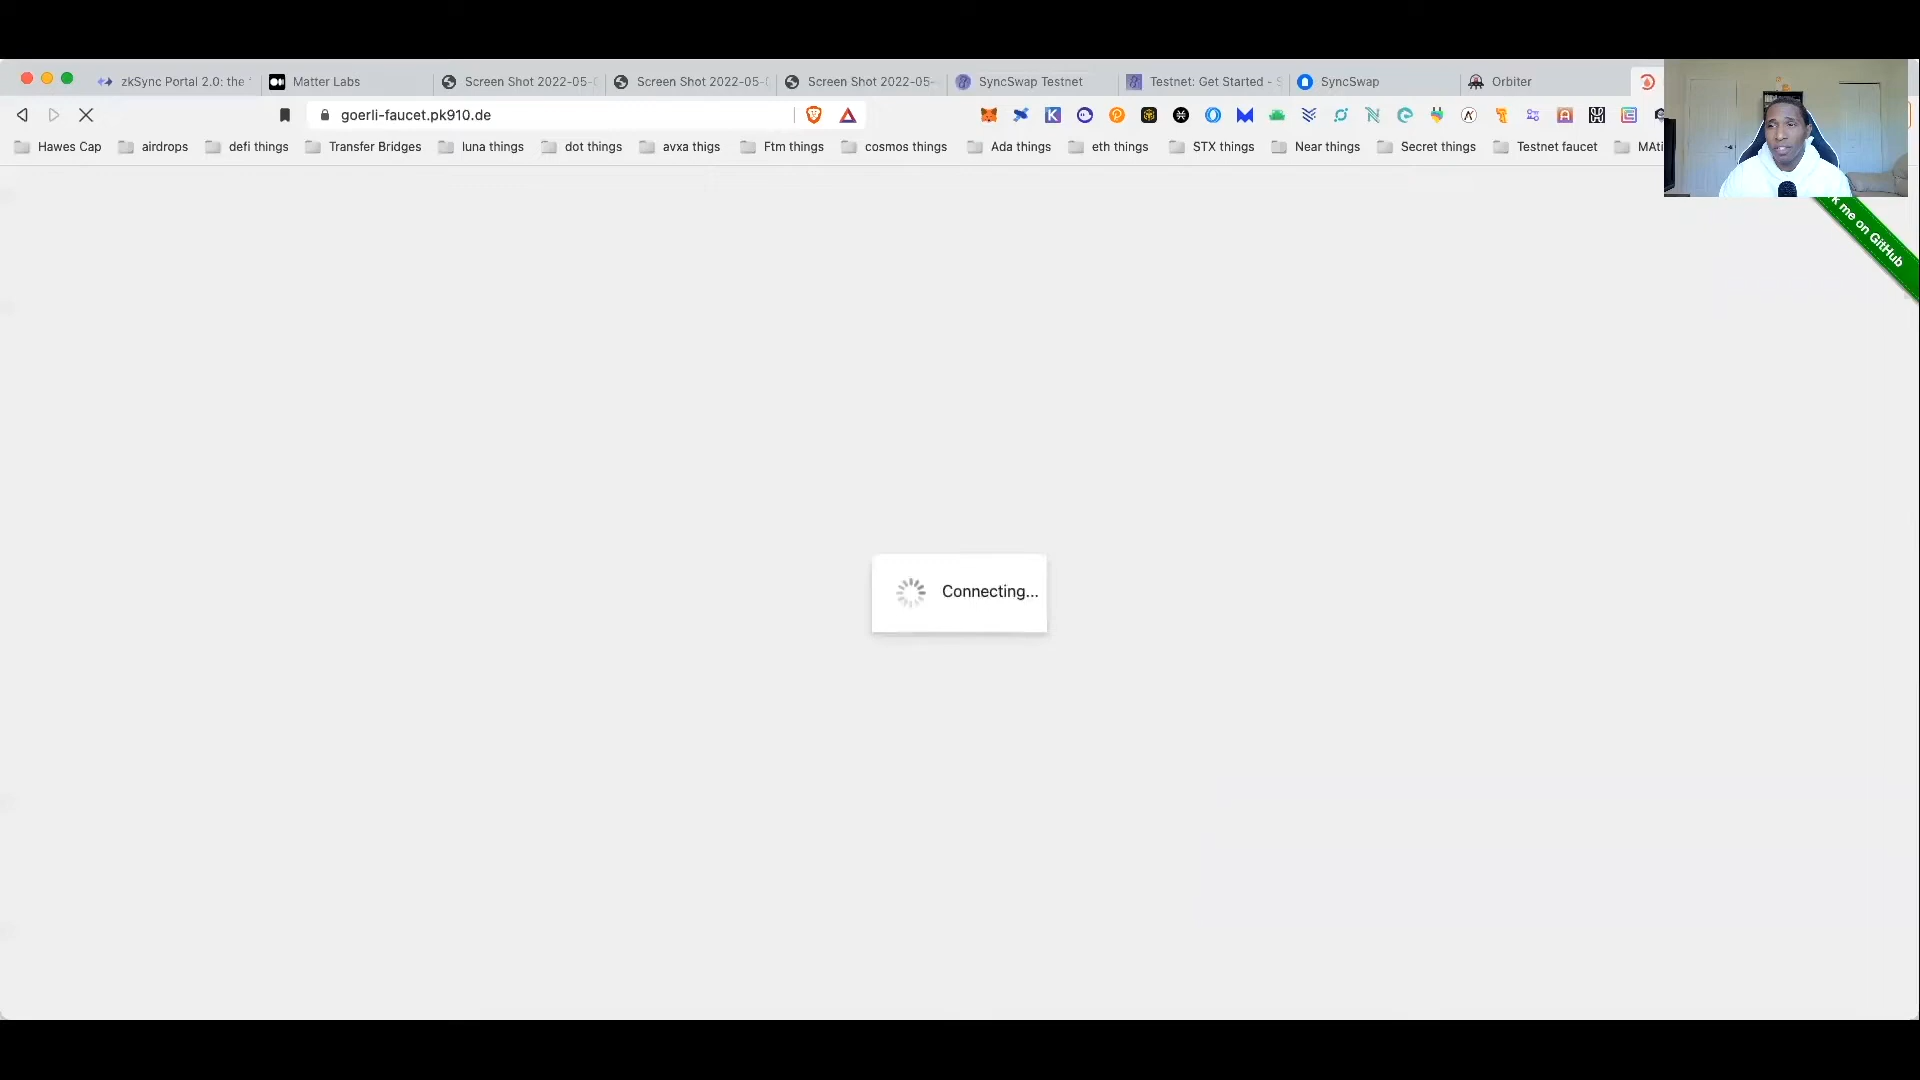 zkSync Portal 2.0: the
Matter Labs
Screen Shot 2022-05-
Screen Shot 2022-05-
Screen Shot 2022-05-
SyncSwap Testnet
Testnet: Get Started - S
SyncSwap
Orbiter
goerli-faucet.pk910.de
Hawes Cap
airdrops
defi things
Transfer Bridges
luna things
dot things
avxa thigs
Ftm things
cosmos things
Ada things
eth things
STX things
Near things
Secret things
Testnet faucet
MAti
rk me on GitHub
Connecting...